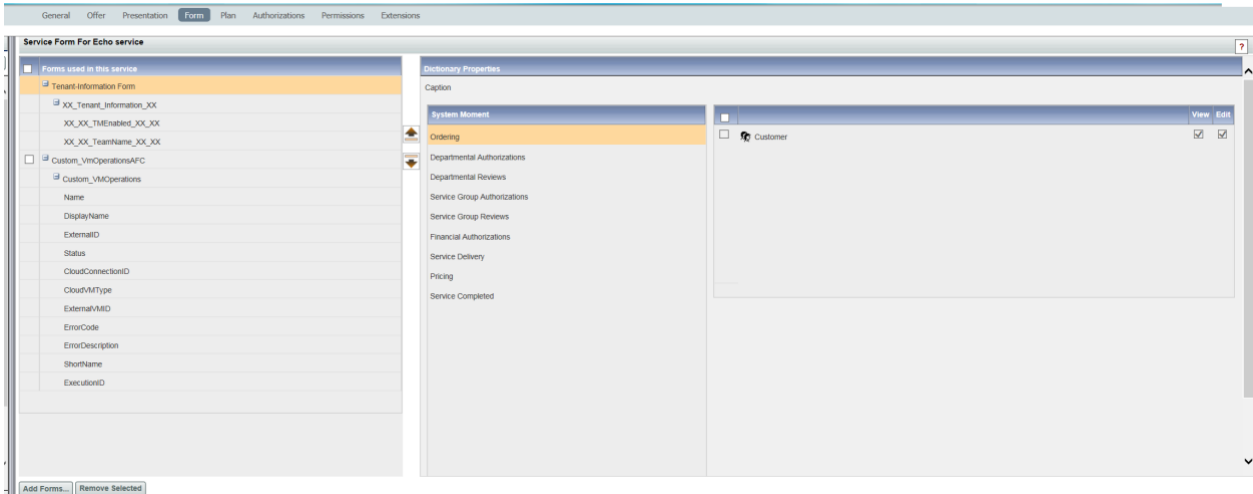 General Offer Presentation Form Plan Authorizations Permissions Extensions
Service Form For Echo service
?
Forms used in this service
Tenant-Information Form
XX_Tenant_Information_XX
XX_XX_TMEnabled_XX_XX
XX_XX_TeamName_XX_XX
Custom_VmOperationsAFC
Custom_VMOperations
Name
DisplayName
ExternalID
Status
CloudConnectionID
CloudVMType
ExternalVMID
ErrorCode
ErrorDescription
ShortName
ExecutionID
Dictionary Properties
Caption
System Moment
Ordering
Departmental Authorizations
Departmental Reviews
Service Group Authorizations
Service Group Reviews
Financial Authorizations
Service Delivery
Pricing
Service Completed
View Edit
Customer
Add Forms... Remove Selected